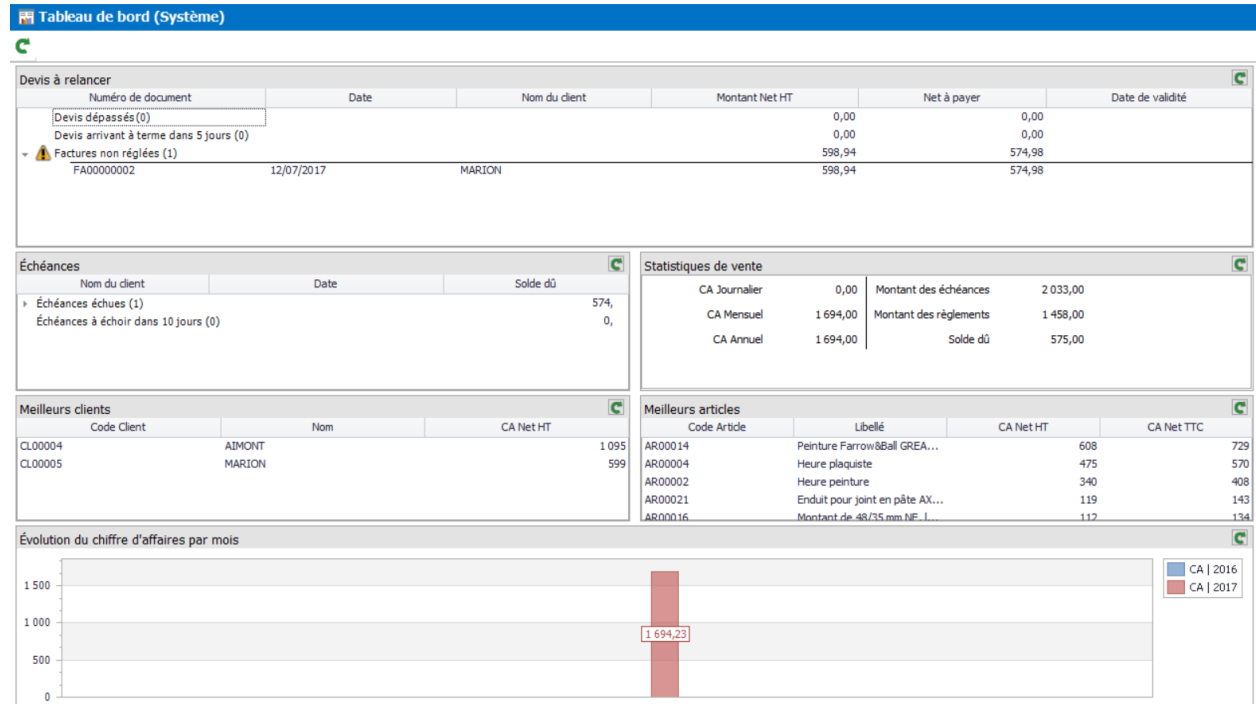 Tableau de bord (Système)
Devis à relancer
Numéro de document Date Nom du client Montant Net HT Net à payer Date de validité
Devis dépassés(0) 0,00 0,00
Devis arrivant à terme dans 5 jours (0) 0,00 0,00
Factures non réglées (1) 598,94 574,98
FA00000002 12/07/2017 MARION 598,94 574,98
Échéances
Nom du client Date Solde dû
Échéances échues (1) 574,
Échéances à échoir dans 10 jours (0) 0,
Statistiques de vente
CA Journalier 0,00 Montant des échéances 2 033,00
CA Mensuel 1 694,00 Montant des règlements 1 458,00
CA Annuel 1 694,00 Solde dû 575,00
Meilleurs clients
Code Client Nom CA Net HT
CL00004 AIMONT 1 095
CL00005 MARION 599
Meilleurs articles
Code Article Libellé CA Net HT CA Net TTC
AR00014 Peinture Farrow&Ball GREA... 608 729
AR00004 Heure plaquiste 475 570
AR00002 Heure peinture 340 408
AR00021 Enduit pour joint en pâte AX... 119 143
AR00016 Montant de 48/35 mm NF, l... 112 134
Évolution du chiffre d'affaires par mois
1 500
1 000
500
0
1 694,23
CA | 2016
CA | 2017